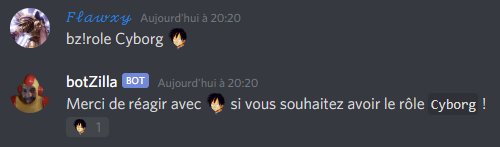 𝓕𝓵𝓪𝔀𝔁𝔂 Aujourd'hui à 20:20
bz!role Cyborg
botZilla BOT Aujourd'hui à 20:20
Merci de réagir avec si vous souhaitez avoir le rôle Cyborg !
1